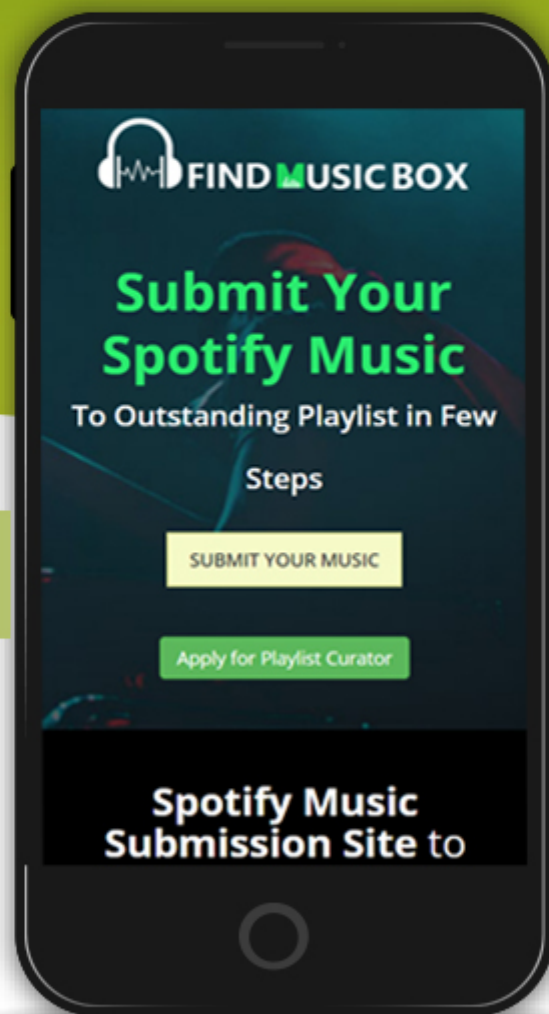 FIND MUSIC BOX
Submit Your
Spotify Music
To Outstanding Playlist in Few
Steps
SUBMIT YOUR MUSIC
Apply for Playlist Curator
Spotify Music
Submission Site to